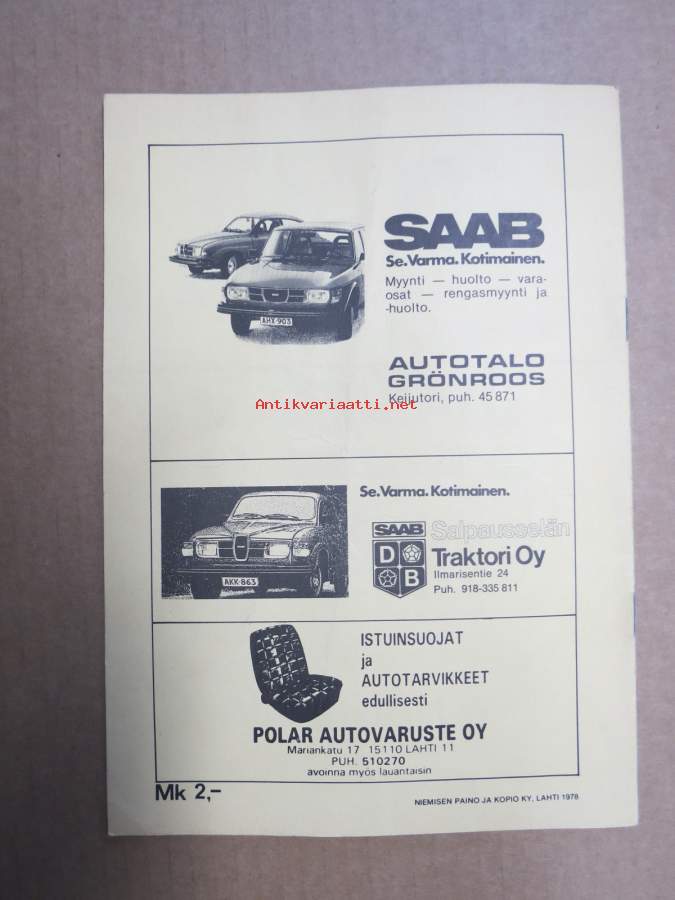 SAAB
Se.Varma.Kotimainen.
Myynti — huolto — vara-
osat — rengasmyynti ja
-huolto.
AHX-903
AUTOTALO
GRÖNROOS
Keijutori, puh. 45 871
Antikvariaatti.net
Se.Varma.Kotimainen.
SAAB
D B
Salpausselän
Traktori Oy
Ilmarisentie 24
Puh. 918-335 811
AKK-863
ISTUINSUOJAT
ja
AUTOTARVIKKEET
edullisesti
POLAR AUTOVARUSTE OY
Mariankatu 17 15110 LAHTI 11
PUH. 510270
avoinna myös lauantaisin
Mk 2,-
NIEMISEN PAINO JA KOPIO KY, LAHTI 1978